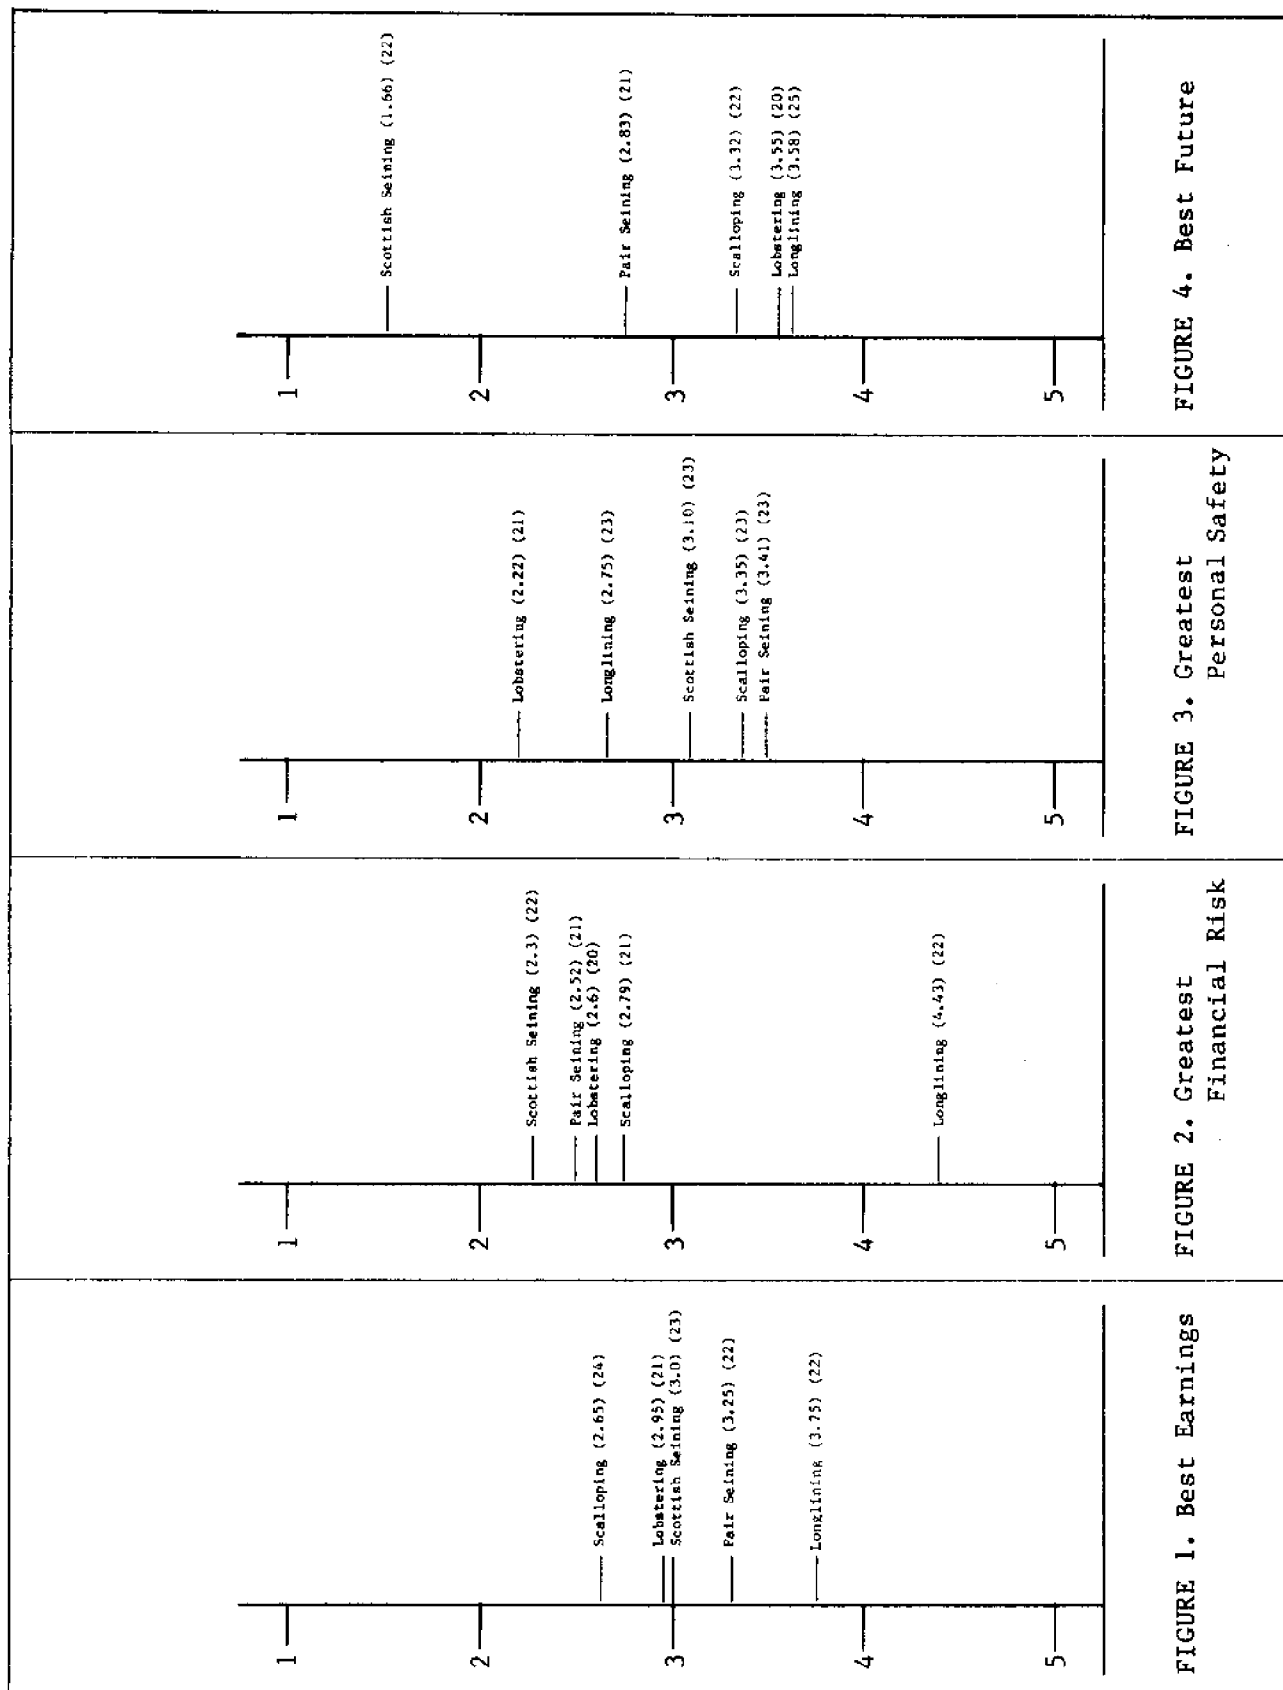 1
2
3
4
5
Scalloping (2.65) (24)
Lobstering (2.95) (21)
Scottish Seining (3.0) (23)
Pair Seining (3.25) (22)
Longlining (3.75) (22)
FIGURE 1. Best Earnings
1
2
3
4
5
Scottish Seining (2.3) (22)
Pair Seining (2.52) (21)
Lobstering (2.6) (20)
Scalloping (2.79) (21)
Longlining (4.43) (22)
FIGURE 2. Greatest
Financial Risk
1
2
3
4
5
Lobstering (2.22) (21)
Longlining (2.75) (23)
Scottish Seining (3.10) (23)
Scalloping (3.35) (23)
Pair Seining (3.41) (23)
FIGURE 3. Greatest
Personal Safety
1
2
3
4
5
Scottish Seining (1.66) (22)
Pair Seining (2.83) (21)
Scalloping (3.32) (22)
Lobstering (3.55) (20)
Longlining (3.58) (25)
FIGURE 4. Best Future